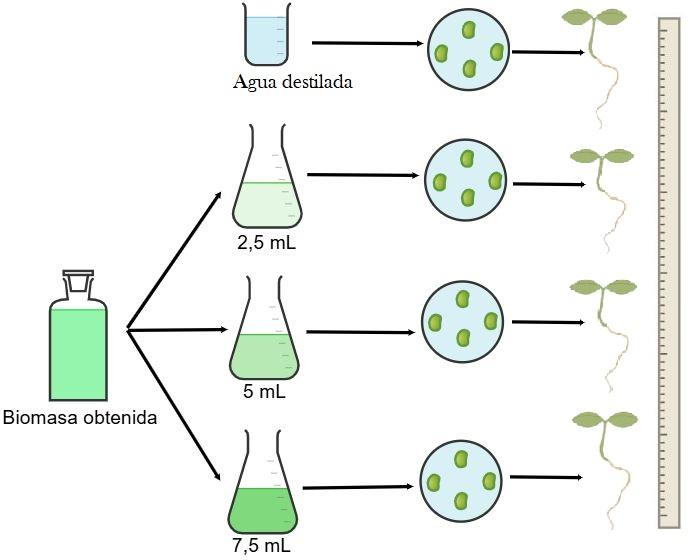 Agua destilada
2,5 mL
5 mL
Biomasa obtenida
7,5 mL